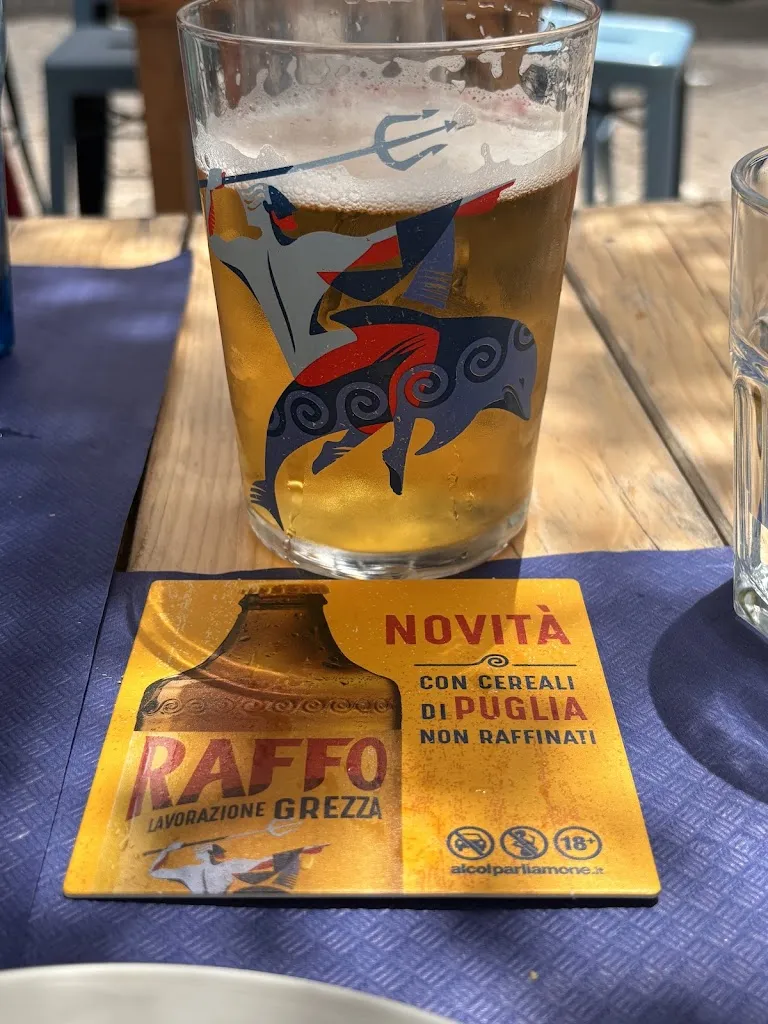 NOVITÀ
CON CEREALI
DI PUGLIA
NON RAFFINATI
RAFFO
LAVORAZIONE GREZZA
18+
alcolparliamone.it